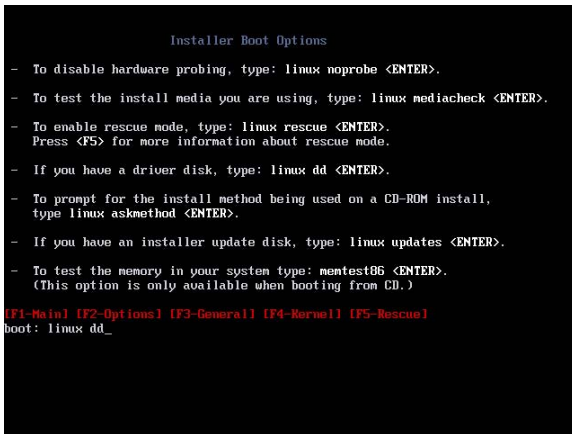 Installer Boot Options
- To disable hardware probing, type: linux noprobe <ENTER>.
- To test the install media you are using, type: linux mediacheck <ENTER>.
- To enable rescue mode, type: linux rescue <ENTER>.
Press <F5> for more information about rescue mode.
- If you have a driver disk, type: linux dd <ENTER>.
- To prompt for the install method being used on a CD-ROM install,
type linux askmethod <ENTER>.
- If you have an installer update disk, type: linux updates <ENTER>.
- To test the memory in your system type: memtest86 <ENTER>.
(This option is only available when booting from CD.)
[F1-Main] [F2-Options] [F3-General] [F4-Kernel] [F5-Rescue]
boot: linux dd_